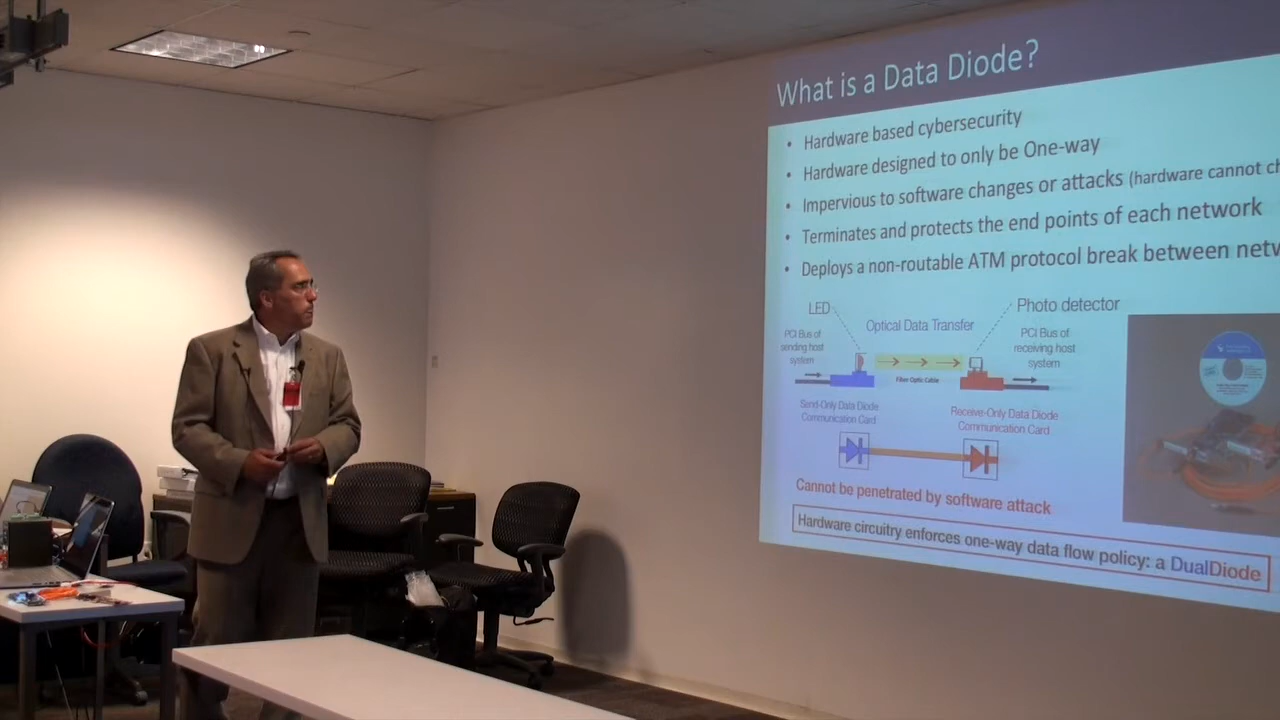 What is a Data Diode?
• Hardware based cybersecurity
• Hardware designed to only be One-way
• Impervious to software changes or attacks (hardware cannot ch
• Terminates and protects the end points of each network
• Deploys a non-routable ATM protocol break between netw
LED
Optical Data Transfer
Photo detector
PCI Bus of
sending host
system
PCI Bus of
receiving host
system
Fiber Optic Cable
Send-Only Data Diode
Communication Card
Receive-Only Data Diode
Communication Card
Cannot be penetrated by software attack
Hardware circuitry enforces one-way data flow policy: a DualDiode